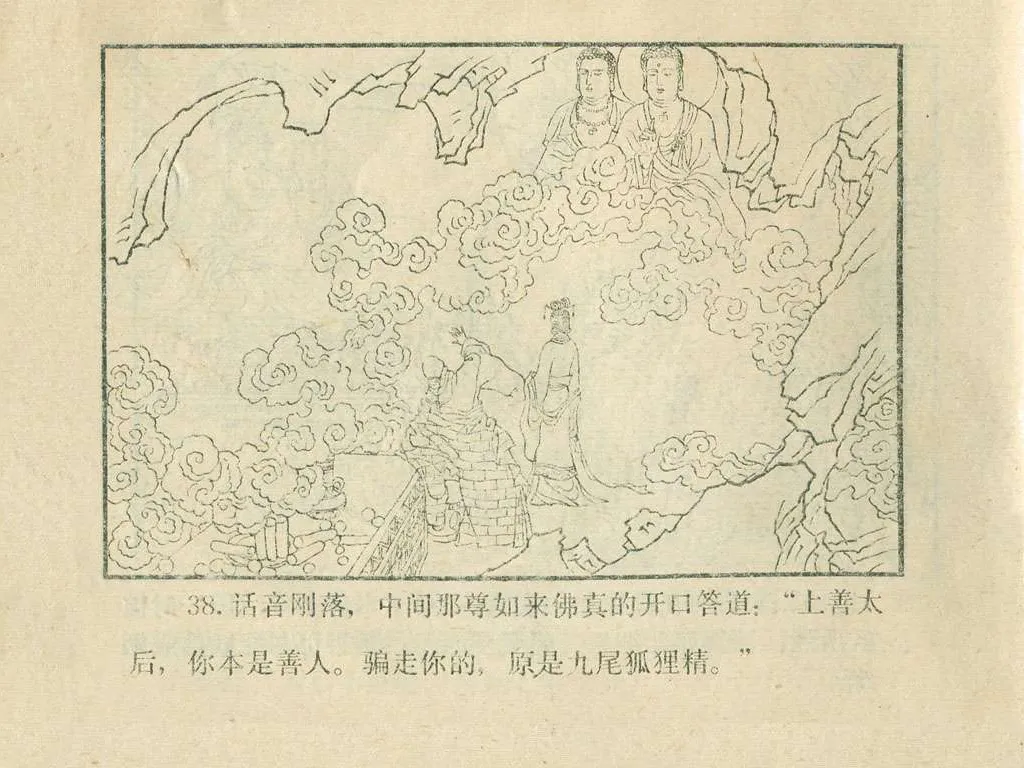 38. 话音刚落，中间那尊如来佛真的开口答道：“上善太
后，你本是善人。骗走你的，原是九尾狐狸精。”